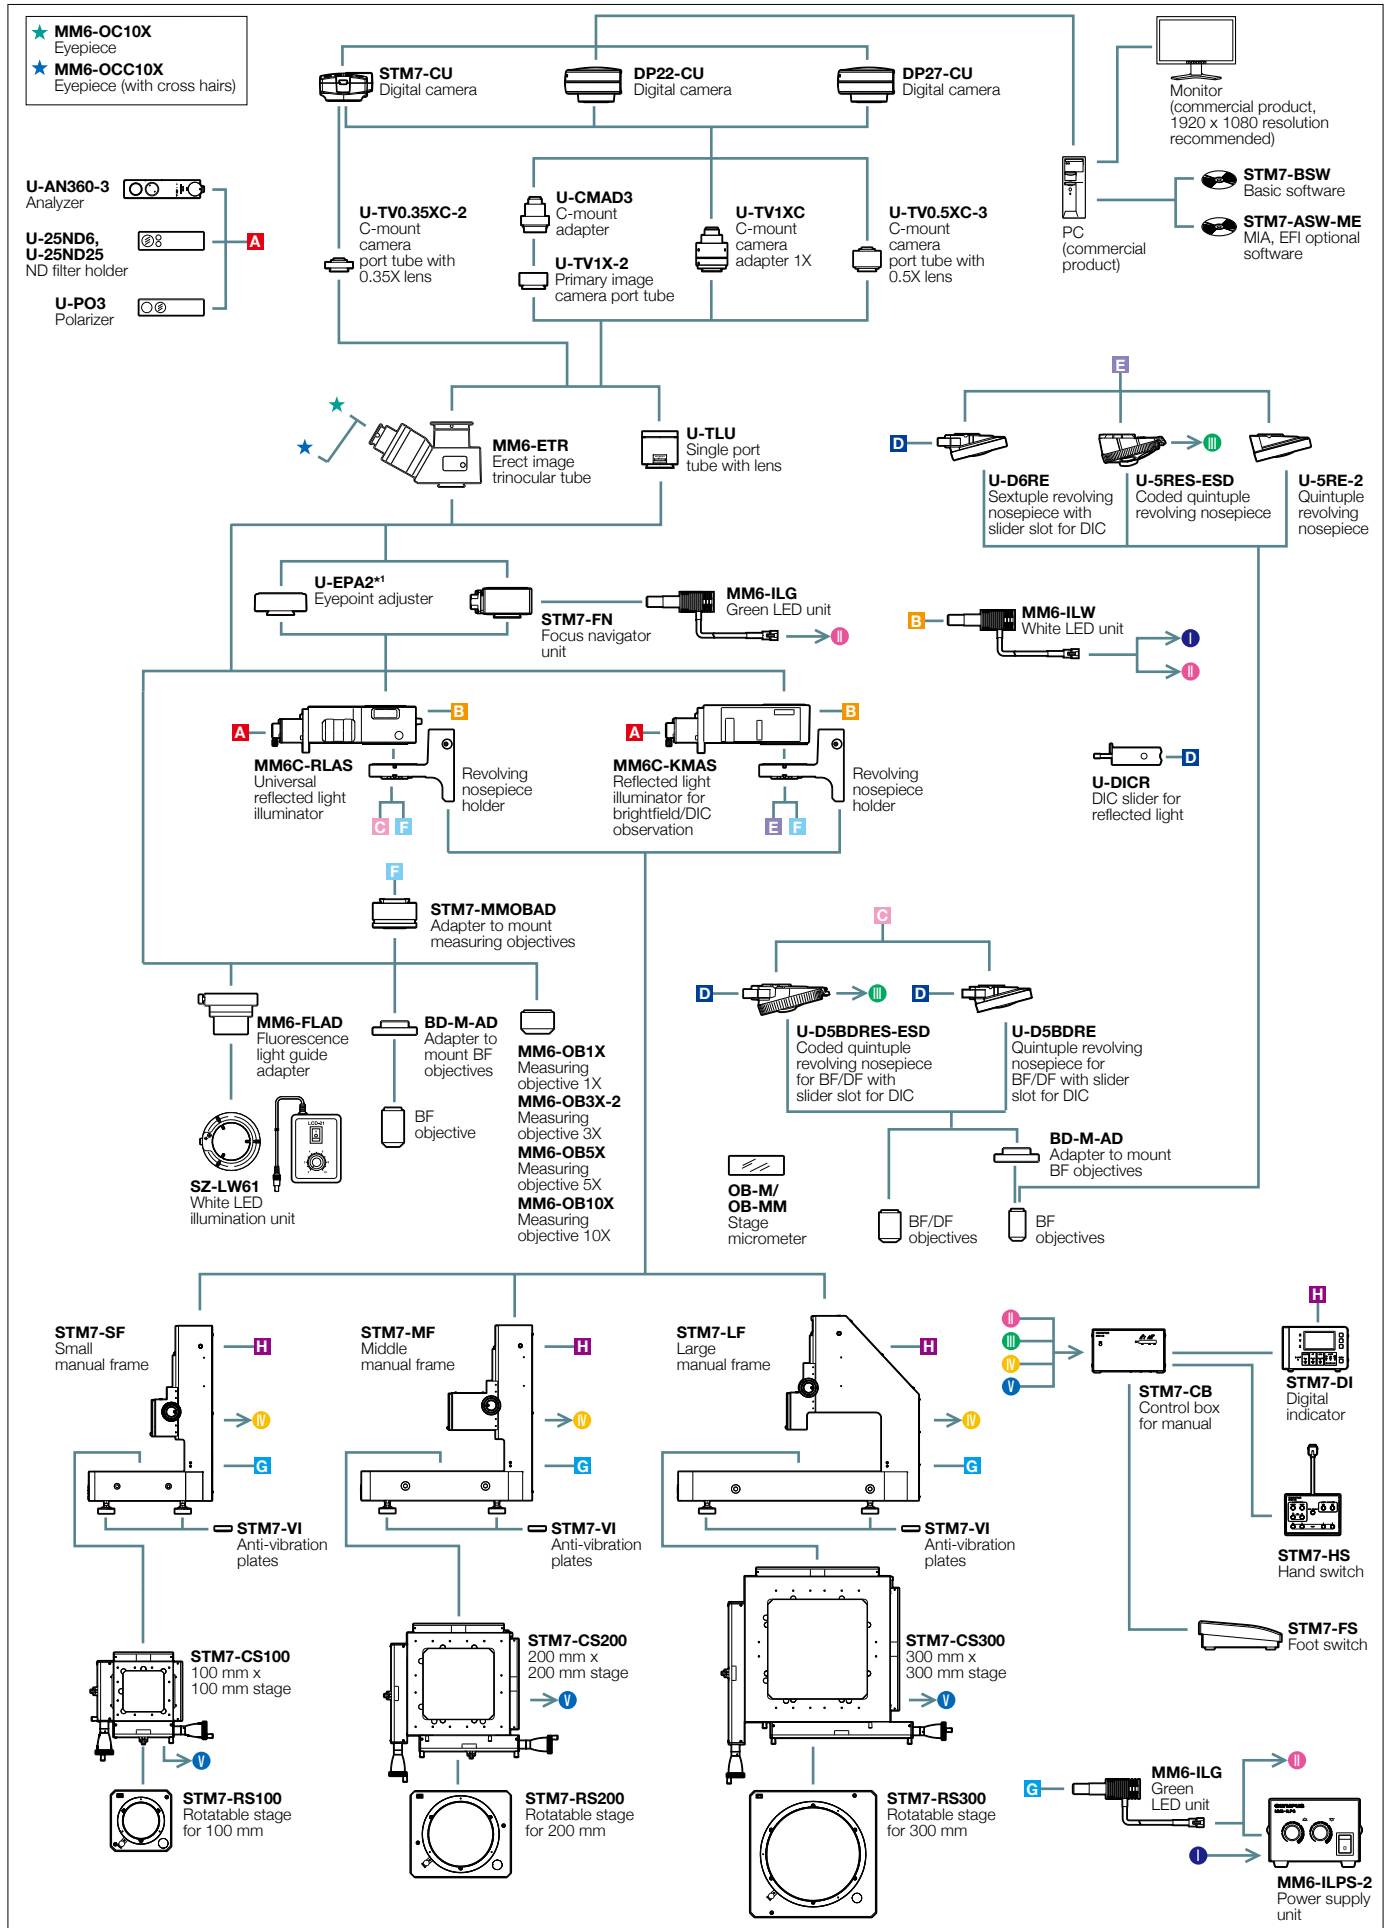 MM6-OC10X
Eyepiece
MM6-OCC10X
Eyepiece (with cross hairs)
STM7-CU
Digital camera
DP22-CU
Digital camera
DP27-CU
Digital camera
Monitor
(commercial product,
1920 x 1080 resolution
recommended)
U-AN360-3
Analyzer
U-25ND6,
U-25ND25
ND filter holder
U-PO3
Polarizer
A
U-TV0.35XC-2
C-mount
camera
port tube with
0.35X lens
U-CMAD3
C-mount
adapter
U-TV1X-2
Primary image
camera port tube
U-TV1XC
C-mount
camera
adapter 1X
U-TV0.5XC-3
C-mount
camera
port tube with
0.5X lens
PC
(commercial
product)
STM7-BSW
Basic software
STM7-ASW-ME
MIA, EFI optional
software
MM6-ETR
Erect image
trinocular tube
U-TLU
Single port
tube with lens
E
D
III
U-D6RE
Sextuple revolving
nosepiece with
slider slot for DIC
U-5RES-ESD
Coded quintuple
revolving nosepiece
U-5RE-2
Quintuple
revolving
nosepiece
U-EPA2*1
Eyepoint adjuster
STM7-FN
Focus navigator
unit
MM6-ILG
Green LED unit
II
B
MM6-ILW
White LED unit
I
II
A
B
MM6C-RLAS
Universal
reflected light
illuminator
Revolving
nosepiece
holder
C
F
A
B
MM6C-KMAS
Reflected light
illuminator for
brightfield/DIC
observation
Revolving
nosepiece
holder
E
F
D
U-DICR
DIC slider for
reflected light
F
STM7-MMOBAD
Adapter to mount
measuring objectives
MM6-FLAD
Fluorescence
light guide
adapter
BD-M-AD
Adapter to
mount BF
objectives
BF
objective
MM6-OB1X
Measuring
objective 1X
MM6-OB3X-2
Measuring
objective 3X
MM6-OB5X
Measuring
objective 5X
MM6-OB10X
Measuring
objective 10X
SZ-LW61
White LED
illumination unit
C
D
III
D
U-D5BDRES-ESD
Coded quintuple
revolving nosepiece
for BF/DF with
slider slot for DIC
U-D5BDRE
Quintuple revolving
nosepiece for
BF/DF with slider
slot for DIC
BD-M-AD
Adapter to mount
BF objectives
OB-M/
OB-MM
Stage
micrometer
BF/DF
objectives
BF
objectives
STM7-SF
Small
manual frame
H
IV
G
STM7-VI
Anti-vibration
plates
STM7-MF
Middle
manual frame
H
IV
G
STM7-VI
Anti-vibration
plates
STM7-LF
Large
manual frame
H
IV
G
STM7-VI
Anti-vibration
plates
II
III
IV
V
STM7-CB
Control box
for manual
H
STM7-DI
Digital
indicator
STM7-HS
Hand switch
STM7-FS
Foot switch
STM7-CS100
100 mm x
100 mm stage
V
STM7-CS200
200 mm x
200 mm stage
V
STM7-CS300
300 mm x
300 mm stage
V
STM7-RS100
Rotatable stage
for 100 mm
STM7-RS200
Rotatable stage
for 200 mm
STM7-RS300
Rotatable stage
for 300 mm
G
MM6-ILG
Green
LED unit
II
I
MM6-ILPS-2
Power supply
unit